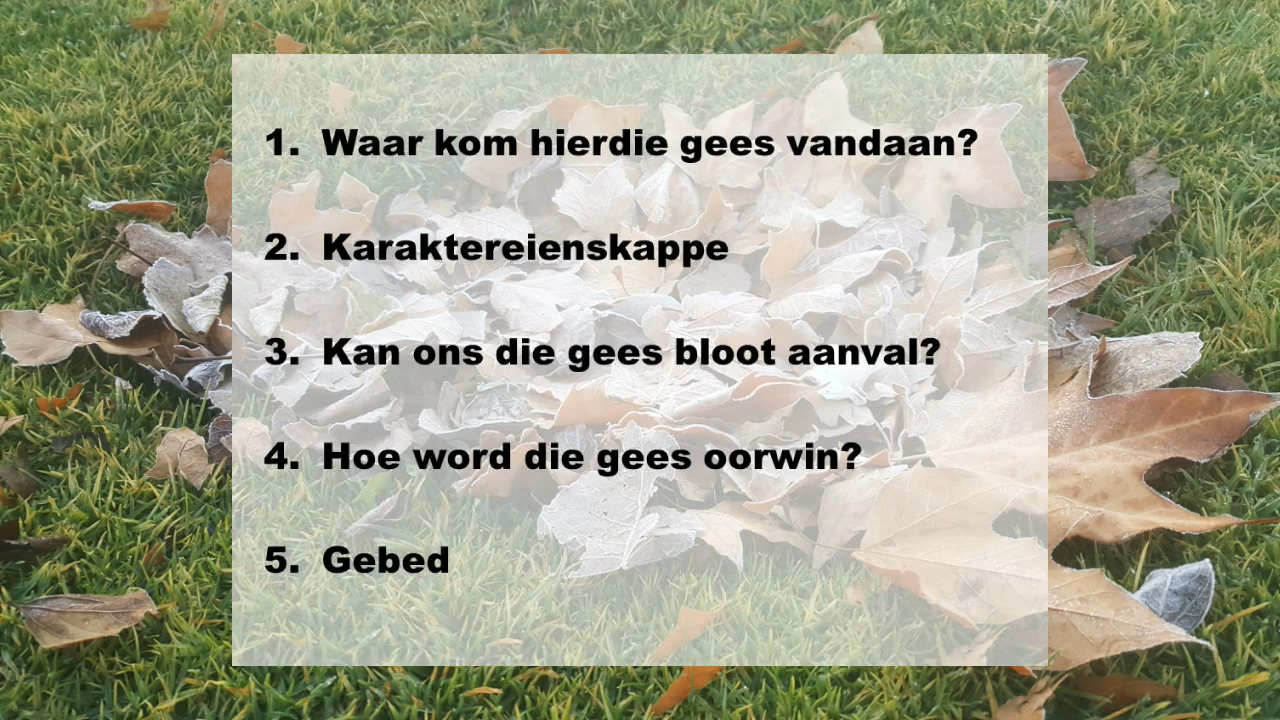 1. Waar kom hierdie gees vandaan?
2. Karaktereienskappe
3. Kan ons die gees bloot aanval?
4. Hoe word die gees oorwin?
5. Gebed